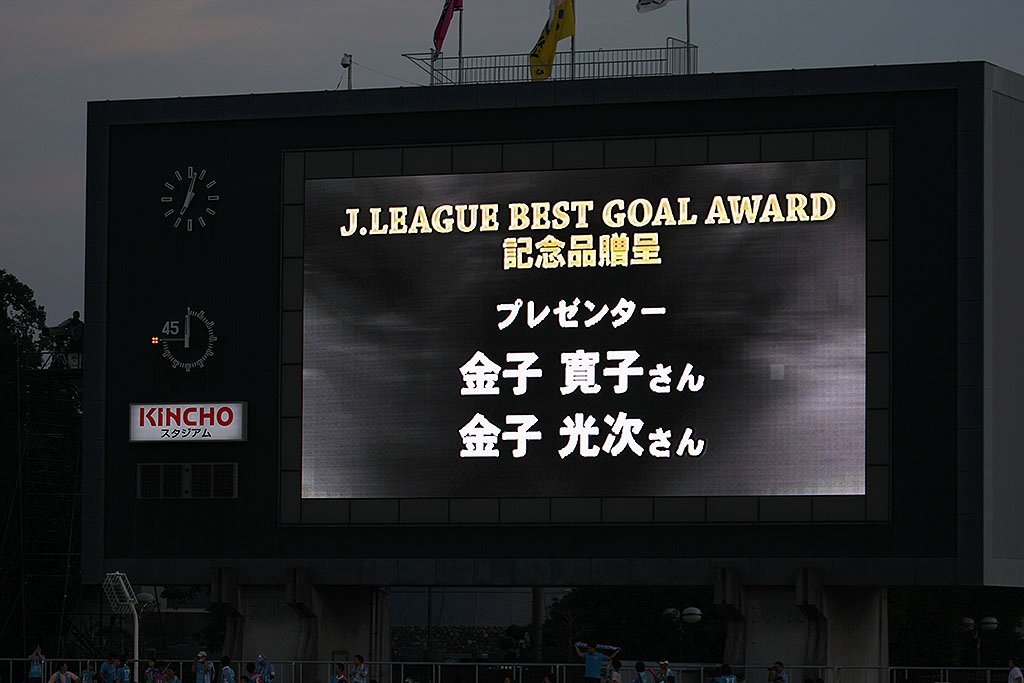 J.LEAGUE BEST GOAL AWARD
記念品贈呈
プレゼンター
金子 寛子さん
金子 光次さん
45
KINCHO
スタジアム